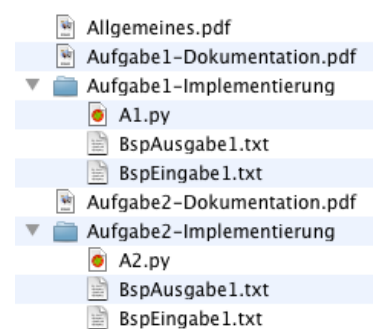 Allgemeines.pdf
Aufgabe1-Dokumentation.pdf
Aufgabe1-Implementierung
A1.py
BspAusgabe1.txt
BspEingabe1.txt
Aufgabe2-Dokumentation.pdf
Aufgabe2-Implementierung
A2.py
BspAusgabe1.txt
BspEingabe1.txt